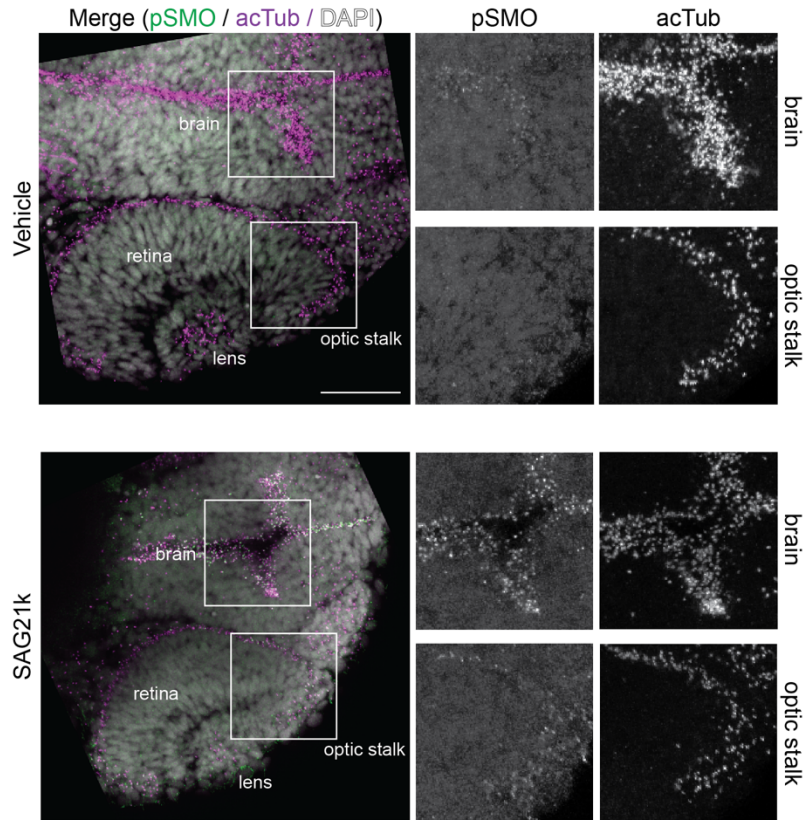 Merge (pSMO / acTub / DAPI)
pSMO
acTub
Vehicle
brain
retina
lens
optic stalk
brain
optic stalk
SAG21k
brain
retina
lens
optic stalk
brain
optic stalk